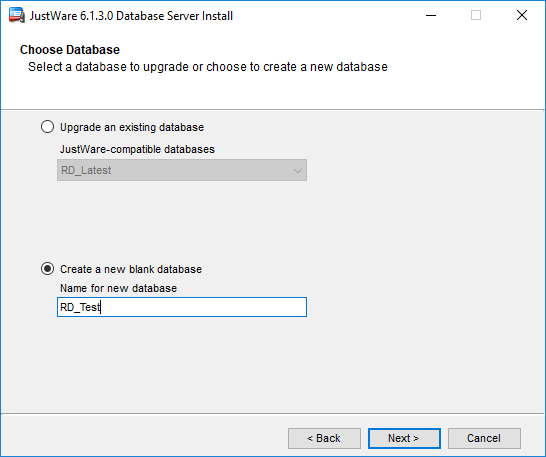 JustWare 6.1.3.0 Database Server Install
Choose Database
Select a database to upgrade or choose to create a new database
Upgrade an existing database
JustWare-compatible databases
RD_Latest
Create a new blank database
Name for new database
RD_Test
< Back Next > Cancel